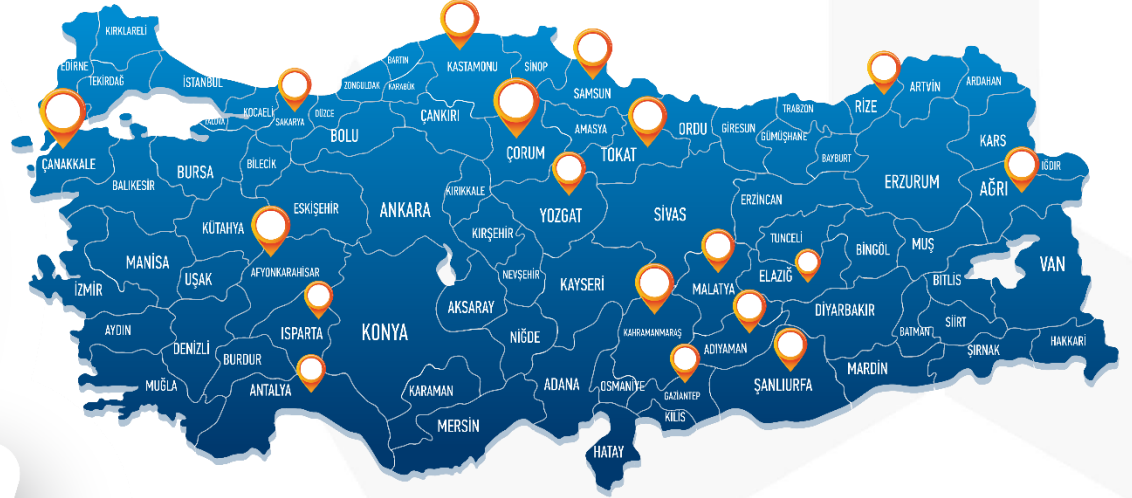 KIRKLARELİ
EDİRNE
TEKİRDAĞ
İSTANBUL
KOCAELİ
SAKARYA
DÜZCE
ZONGULDAK
BARTIN
KARABÜK
KASTAMONU
SİNOP
SAMSUN
ÇANKIRI
ÇORUM
AMASYA
TOKAT
ORDU
GİRESUN
TRABZON
GÜMÜŞHANE
BAYBURT
RİZE
ARTVİN
ARDAHAN
KARS
IĞDIR
AĞRI
ERZURUM
ÇANAKKALE
BALIKESİR
BURSA
BİLECİK
BOLU
KÜTAHYA
ESKİŞEHİR
ANKARA
KIRIKKALE
KIRŞEHİR
YOZGAT
SİVAS
ERZİNCAN
TUNCELİ
BİNGÖL
MUŞ
BİTLİS
VAN
MANİSA
UŞAK
AFYONKARAHİSAR
İZMİR
AYDIN
DENİZLİ
BURDUR
ISPARTA
KONYA
AKSARAY
NEVŞEHİR
KAYSERİ
NİĞDE
KAHRAMANMARAŞ
MALATYA
ELAZIĞ
DİYARBAKIR
BATMAN
SİİRT
ŞIRNAK
HAKKARİ
MUĞLA
ANTALYA
KARAMAN
MERSİN
ADANA
OSMANİYE
GAZİANTEP
KİLİS
HATAY
ADIYAMAN
ŞANLIURFA
MARDİN